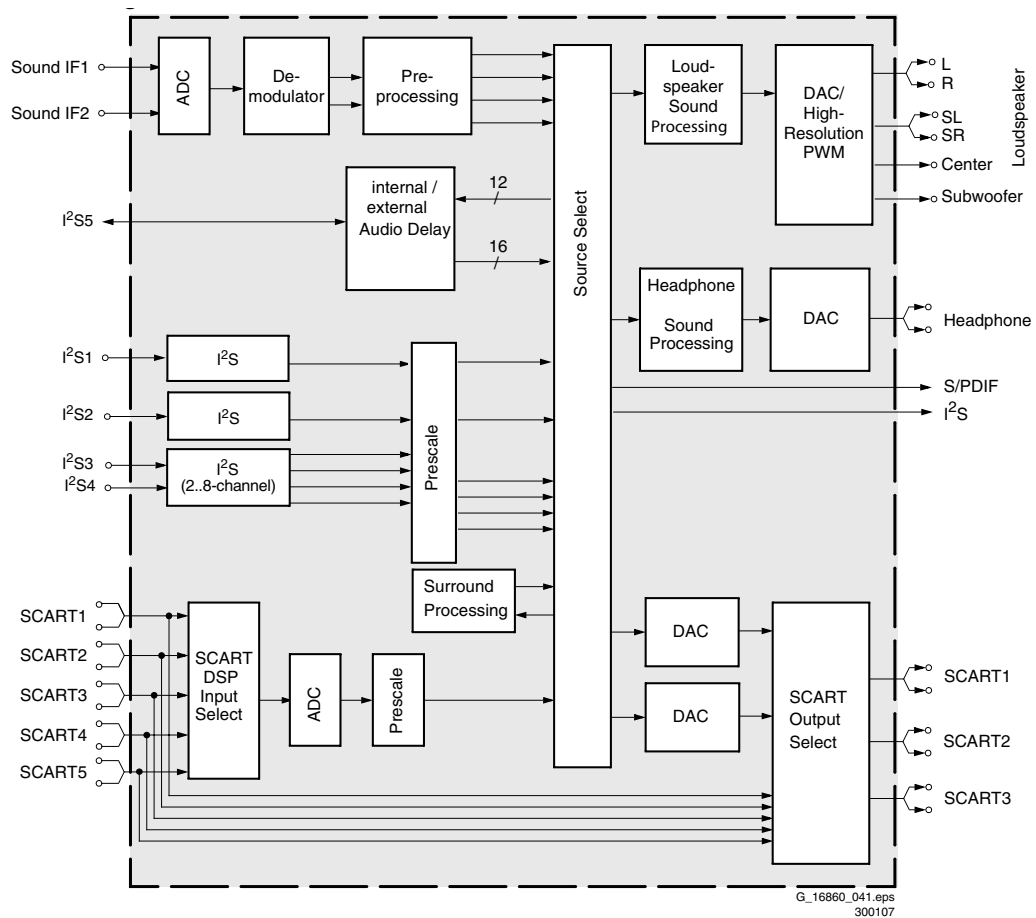 Sound IF1
Sound IF2
ADC
De-
modulator
Pre-
processing
Loud-
speaker
Sound
Processing
DAC/
High-
Resolution
PWM
L
R
SL
SR
Center
Subwoofer
Loudspeaker
I²S5
internal /
external
Audio Delay
12
16
Source Select
Headphone
Sound
Processing
DAC
Headphone
S/PDIF
I²S
I²S1
I²S
I²S2
I²S
I²S3
I²S4
I²S
(2..8-channel)
Prescale
Surround
Processing
SCART1
SCART2
SCART3
SCART4
SCART5
SCART
DSP
Input
Select
ADC
Prescale
DAC
DAC
SCART
Output
Select
SCART1
SCART2
SCART3
G_16860_041.eps
300107